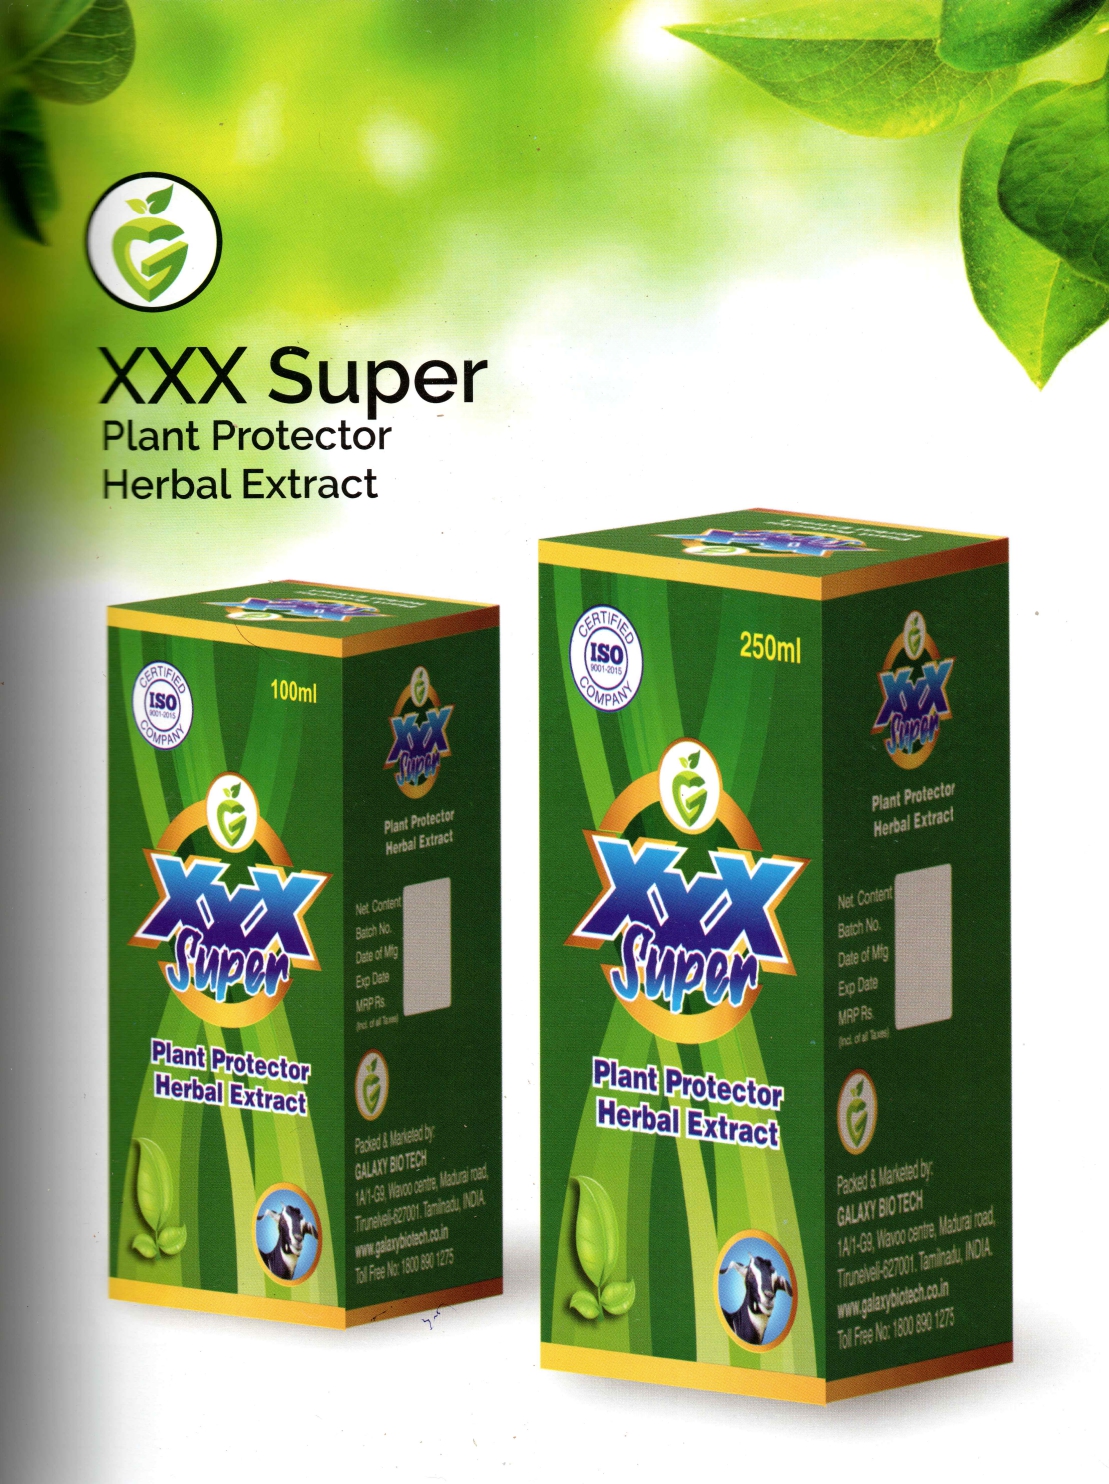 XXX Super
Plant Protector
Herbal Extract
CERTIFIED
ISO
9001-2015
COMPANY
100ml
XXX
Super
Plant Protector
Herbal Extract
XXX
Super
Plant Protector
Herbal Extract
Net. Content
Batch No.
Date of Mfg
Exp Date
MRP Rs.
(Incl. of all Taxes)
Packed & Marketed by:
GALAXY BIO TECH
1A/1-G9, Wavoo centre, Madurai road,
Tirunelveli-627001. Tamilnadu, INDIA.
www.galaxybiotech.co.in
Toll Free No: 1800 890 1275
CERTIFIED
ISO
9001-2015
COMPANY
250ml
XXX
Super
Plant Protector
Herbal Extract
XXX
Super
Plant Protector
Herbal Extract
Net. Content
Batch No.
Date of Mfg
Exp Date
MRP Rs.
(Incl. of all Taxes)
Packed & Marketed by:
GALAXY BIO TECH
1A/1-G9, Wavoo centre, Madurai road,
Tirunelveli-627001. Tamilnadu, INDIA.
www.galaxybiotech.co.in
Toll Free No: 1800 890 1275